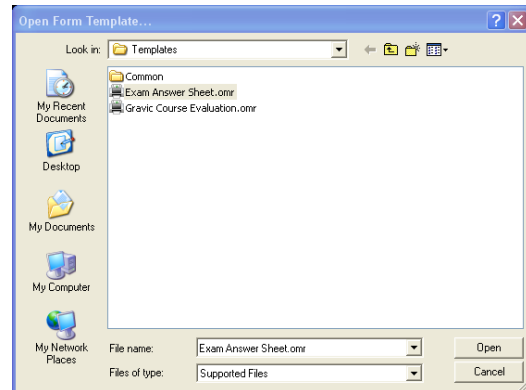 Open Form Template...
Look in: Templates
Common
Exam Answer Sheet.omr
Gravic Course Evaluation.omr
My Recent
Documents
Desktop
My Documents
My Computer
My Network
Places
File name: Exam Answer Sheet.omr Open
Files of type: Supported Files Cancel